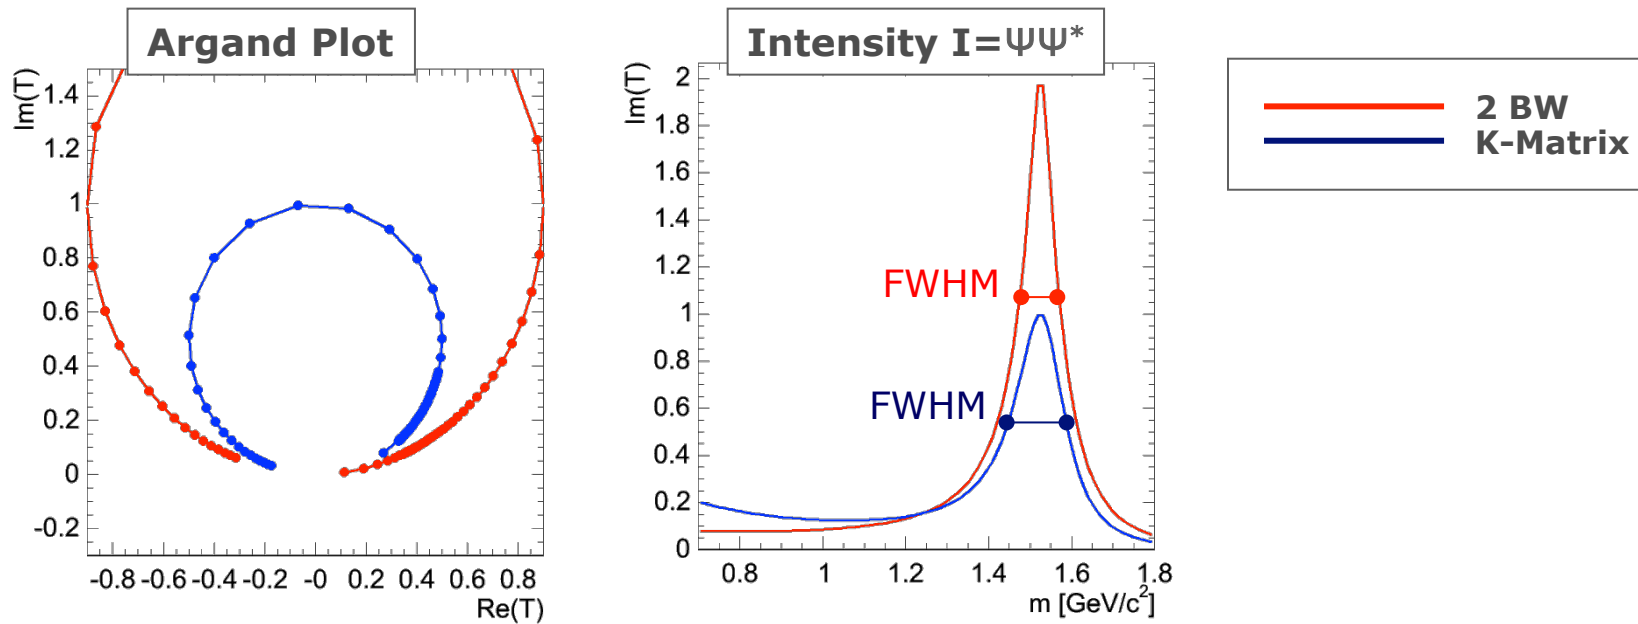 Argand Plot
Im(T)
1.4
1.2
1
0.8
0.6
0.4
0.2
0
-0.2
-0.8 -0.6 -0.4 -0.2 -0 0.2 0.4 0.6 0.8
Re(T)
Intensity I=ΨΨ*
Im(T)
2
1.8
1.6
1.4
1.2
1
0.8
0.6
0.4
0.2
0
FWHM
FWHM
0.8 1 1.2 1.4 1.6 1.8
m [GeV/c²]
2 BW
K-Matrix